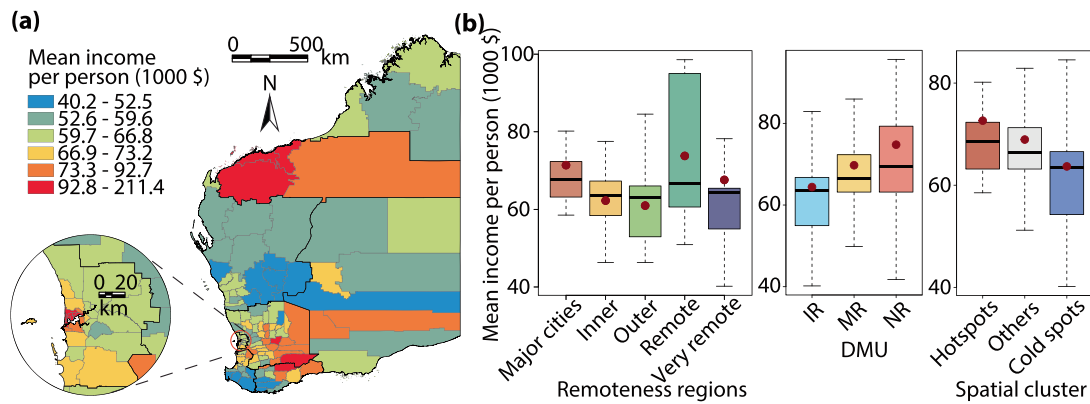 (a)
0 500
km
Mean income
per person (1000 $)
40.2 - 52.5
52.6 - 59.6
59.7 - 66.8
66.9 - 73.2
73.3 - 92.7
92.8 - 211.4
N
0 20
km
(b)
Mean income per person (1000 $)
100
80
60
40
Major cities
Inner
Outer
Remote
Very remote
Remoteness regions
80
60
40
IR
MR
NR
DMU
80
60
40
Hotspots
Others
Cold spots
Spatial cluster